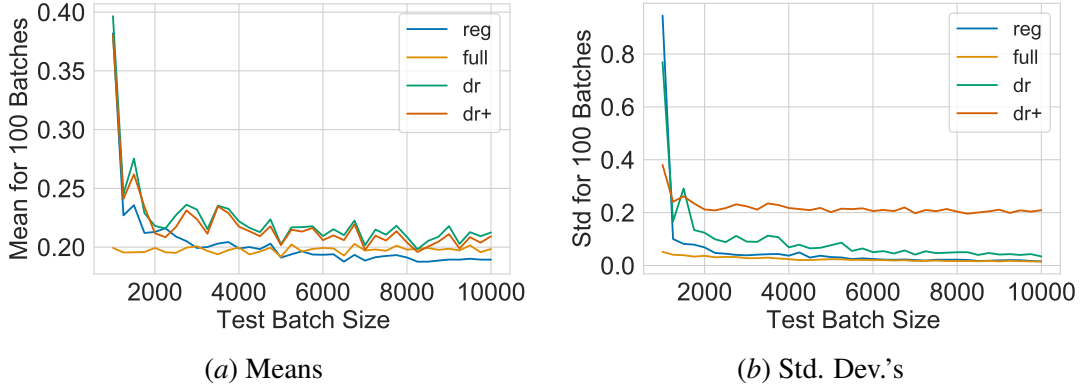 0.40
0.35
0.30
0.25
0.20
Mean for 100 Batches
reg
full
dr
dr+
2000 4000 6000 8000 10000
Test Batch Size
(a) Means
0.8
0.6
0.4
0.2
0.0
Std for 100 Batches
reg
full
dr
dr+
2000 4000 6000 8000 10000
Test Batch Size
(b) Std. Dev.'s